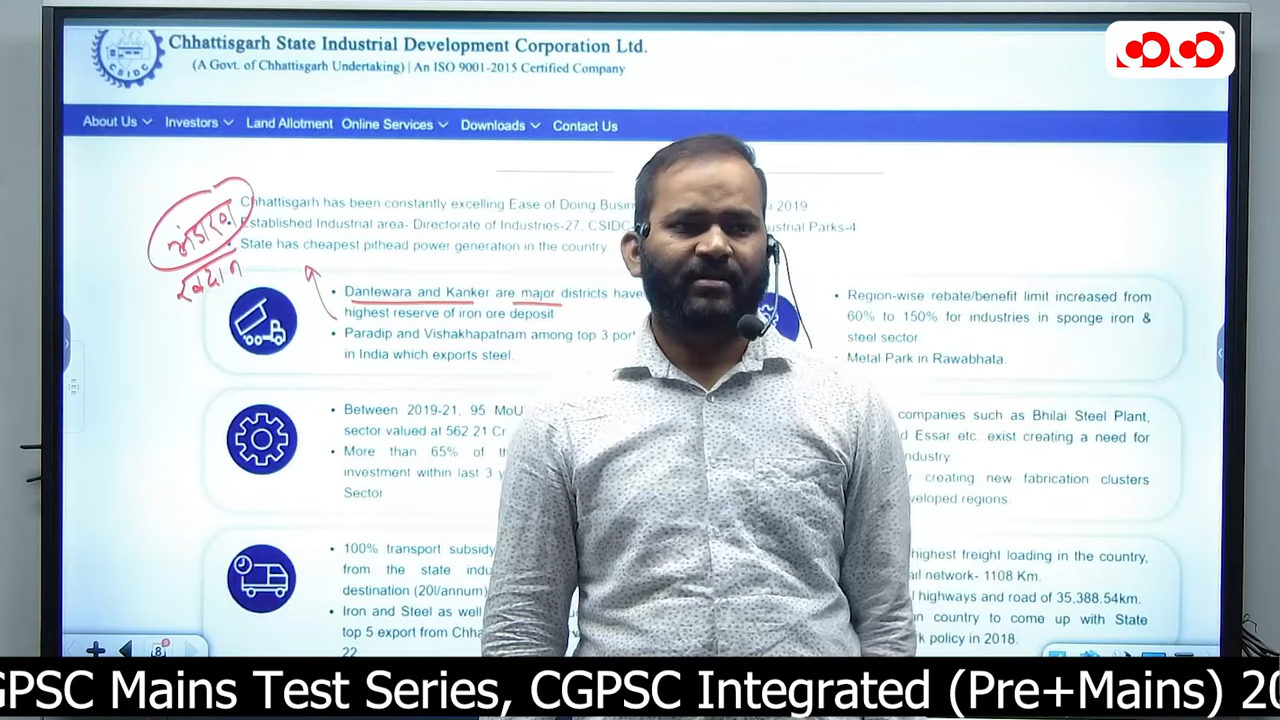 Chhattisgarh State Industrial Development Corporation Ltd.
(A Govt. of Chhattisgarh Undertaking) | An ISO 9001-2015 Certified Company
CSIDC
About Us Investors Land Allotment Online Services Downloads Contact Us
भंडारण
खदान
Chhattisgarh has been constantly excelling Ease of Doing 2019
Established Industrial area- Directorate of Industries-27, Parks-4
State has cheapest pithead power generation in the country
• Dantewara and Kanker are major districts have
highest reserve of iron ore deposit
• Paradip and Vishakhapatnam among top 3
in India which exports steel.
• Region-wise rebate/benefit limit increased from
60% to 150% for industries in sponge iron &
steel sector
• Metal Park in Rawabhata.
• Between 2019-21, 95
sector valued at 562.21 Cr
• More than 65% of
investment within last 3
Sector
companies such as Bhilai Steel Plant,
Essar etc. exist creating a need for
creating new fabrication clusters
regions.
• 100% transport subsidy
from the state
destination (20l/annum)
• Iron and Steel as well
top 5 export from
22
highest freight loading in the country,
network- 1108 Km.
highways and road of 35,388.54km.
country to come up with State
policy in 2018.
8
GPSC Mains Test Series, CGPSC Integrated (Pre+Mains) 20